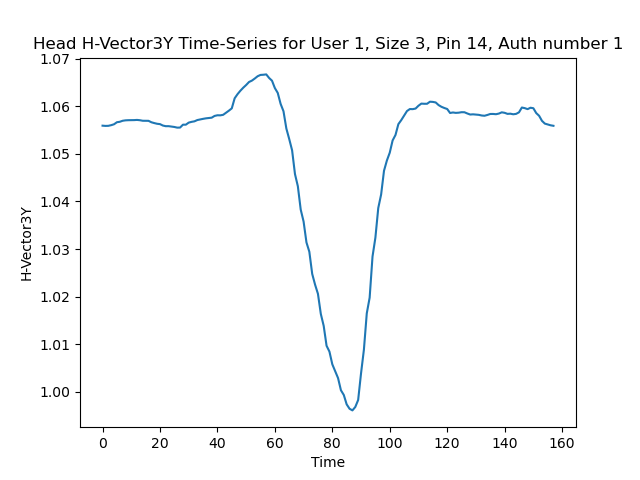 Head H-Vector3Y Time-Series for User 1, Size 3, Pin 14, Auth number 1
1.07
1.06
1.05
1.04
1.03
1.02
1.01
1.00
H-Vector3Y
0 20 40 60 80 100 120 140 160
Time